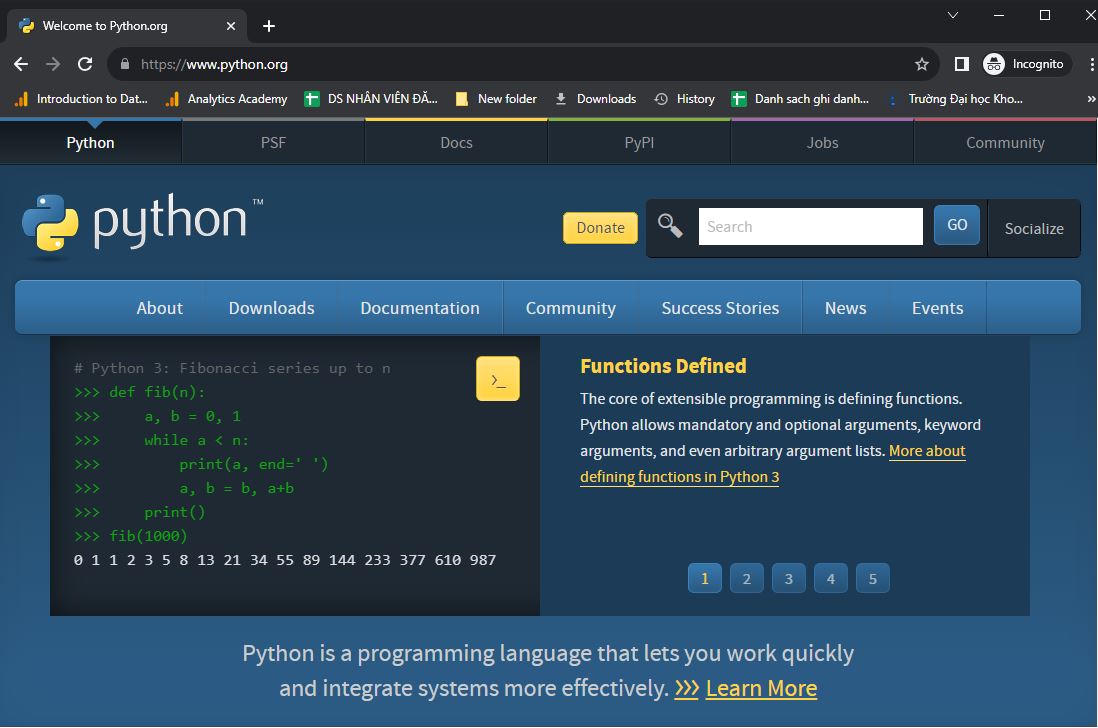 Welcome to Python.org
https://www.python.org
Incognito
Introduction to Dat...
Analytics Academy
DS NHÂN VIÊN ĐĂ...
New folder
Downloads
History
Danh sach ghi danh...
Trường Đại học Kho...
»
Python
PSF
Docs
PyPI
Jobs
Community
python™
Donate
Search
GO
Socialize
About
Downloads
Documentation
Community
Success Stories
News
Events
# Python 3: Fibonacci series up to n
>>> def fib(n):
>>>     a, b = 0, 1
>>>     while a < n:
>>>         print(a, end=' ')
>>>         a, b = b, a+b
>>>     print()
>>> fib(1000)
0 1 1 2 3 5 8 13 21 34 55 89 144 233 377 610 987
>_
Functions Defined
The core of extensible programming is defining functions.
Python allows mandatory and optional arguments, keyword
arguments, and even arbitrary argument lists. More about
defining functions in Python 3
1 2 3 4 5
Python is a programming language that lets you work quickly
and integrate systems more effectively. >>> Learn More